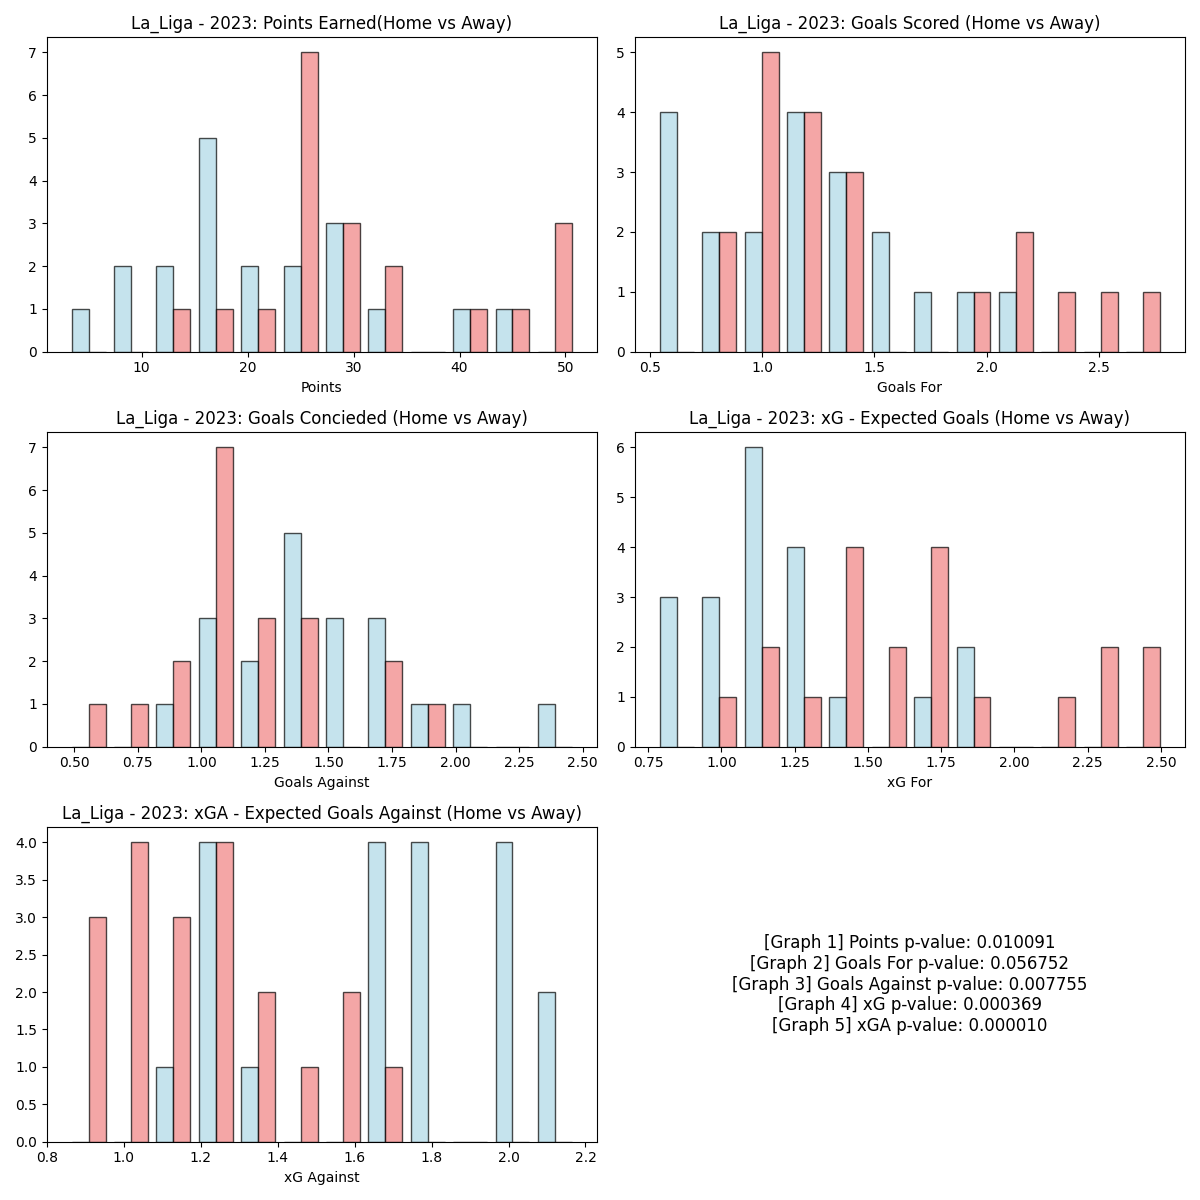 La_Liga - 2023: Points Earned(Home vs Away)
7
6
5
4
3
2
1
0
10 20 30 40 50
Points
La_Liga - 2023: Goals Scored (Home vs Away)
5
4
3
2
1
0
0.5 1.0 1.5 2.0 2.5
Goals For
La_Liga - 2023: Goals Concieded (Home vs Away)
7
6
5
4
3
2
1
0
0.50 0.75 1.00 1.25 1.50 1.75 2.00 2.25 2.50
Goals Against
La_Liga - 2023: xG - Expected Goals (Home vs Away)
6
5
4
3
2
1
0
0.75 1.00 1.25 1.50 1.75 2.00 2.25 2.50
xG For
La_Liga - 2023: xGA - Expected Goals Against (Home vs Away)
4.0
3.5
3.0
2.5
2.0
1.5
1.0
0.5
0.0
0.8 1.0 1.2 1.4 1.6 1.8 2.0 2.2
xG Against
[Graph 1] Points p-value: 0.010091
[Graph 2] Goals For p-value: 0.056752
[Graph 3] Goals Against p-value: 0.007755
[Graph 4] xG p-value: 0.000369
[Graph 5] xGA p-value: 0.000010